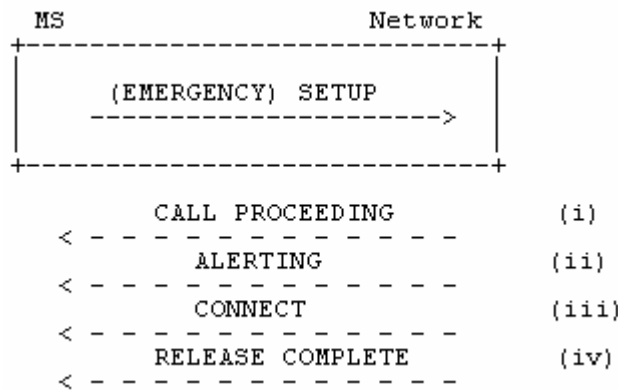 MS Network
(EMERGENCY) SETUP
CALL PROCEEDING (i)
ALERTING (ii)
CONNECT (iii)
RELEASE COMPLETE (iv)